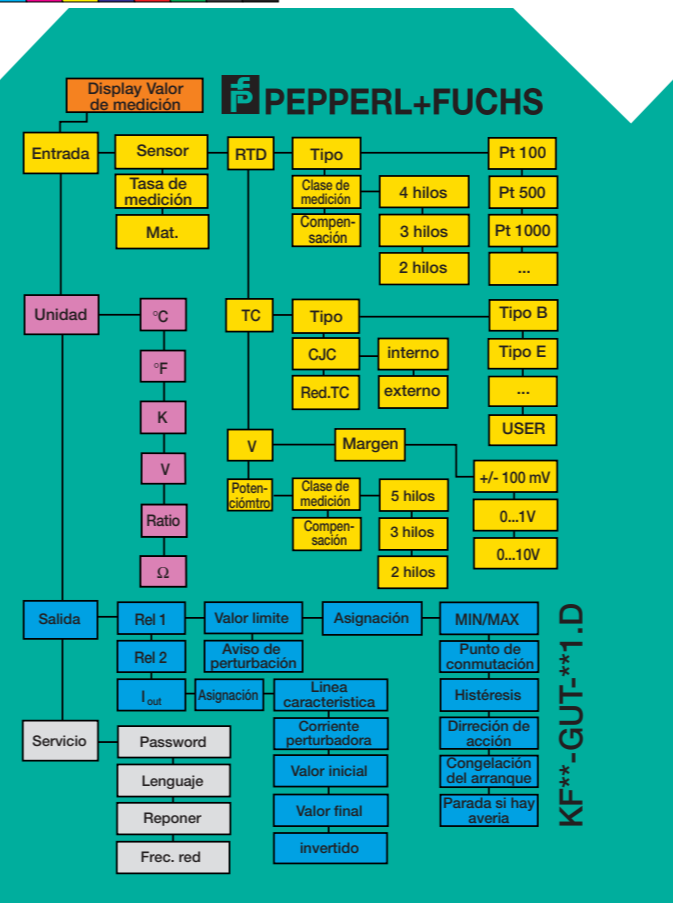 Display Valor
de medición
PEPPERL+FUCHS
Entrada
Sensor
RTD
Tipo
Pt 100
Tasa de
medición
Clase de
medición
4 hilos
Pt 500
Mat.
Compen-
sación
3 hilos
Pt 1000
2 hilos
...
Unidad
°C
TC
Tipo
Tipo B
°F
CJC
interno
Tipo E
Red.TC
externo
...
K
USER
V
V
Margen
+/- 100 mV
Poten-
ciómtro
Clase de
medición
5 hilos
0...1V
Ratio
Compen-
sación
3 hilos
0...10V
Ω
2 hilos
Salida
Rel 1
Valor limite
Asignación
MIN/MAX
Rel 2
Aviso de
perturbación
Punto de
conmutación
Iout
Asignación
Linea
caracteristica
Histéresis
Servicio
Password
Corriente
perturbadora
Dirreción de
acción
Lenguaje
Valor inicial
Congelación
del arranque
Reponer
Valor final
Parada si hay
averia
Frec. red
invertido
KF**-GUT-**1.D